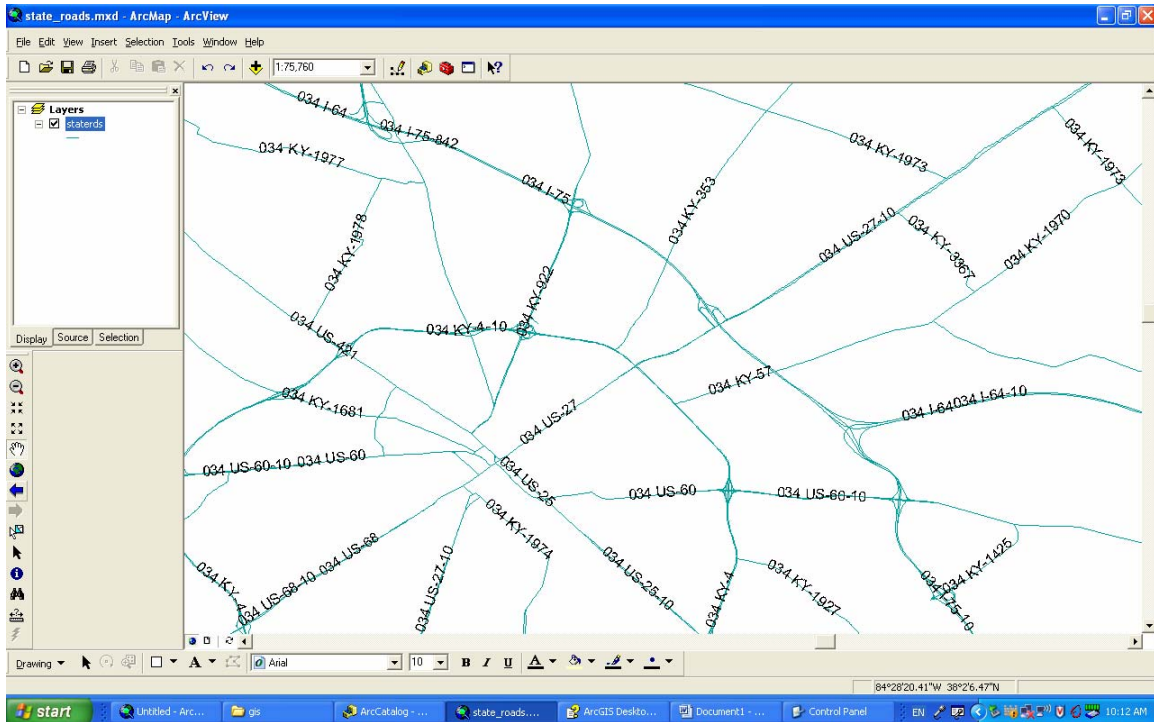 state_roads.mxd - ArcMap - ArcView
File Edit View Insert Selection Tools Window Help
1:75,760
Layers
staterds
Display Source Selection
034 I-64
034 I-75-842
034 KY-1977
034 I-75
034 KY-1978
034 KY-922
034 KY-353
034 KY-1973
034 KY-1973
034 US-27-10
034 KY-3367
034 KY-1970
034 US-421
034 KY-4-10
034 KY-57
034 KY-1681
034 US-27
034 I-64 034 I-64-10
034 US-60-10 034 US-60
034 US-25
034 US-60
034 US-60-10
034 KY-1974
034 US-68-10 034 US-68
034 US-27-10
034 US-25-10
034 KY-4
034 KY-1927
034 KY-1425
034 I-75-10
Drawing A Arial 10 B I U A
84°28'20.41"W 38°2'6.47"N
start Untitled - Arc... gis ArcCatalog - ... state_roads.... ArcGIS Deskto... Document1 - ... Control Panel EN 10:12 AM